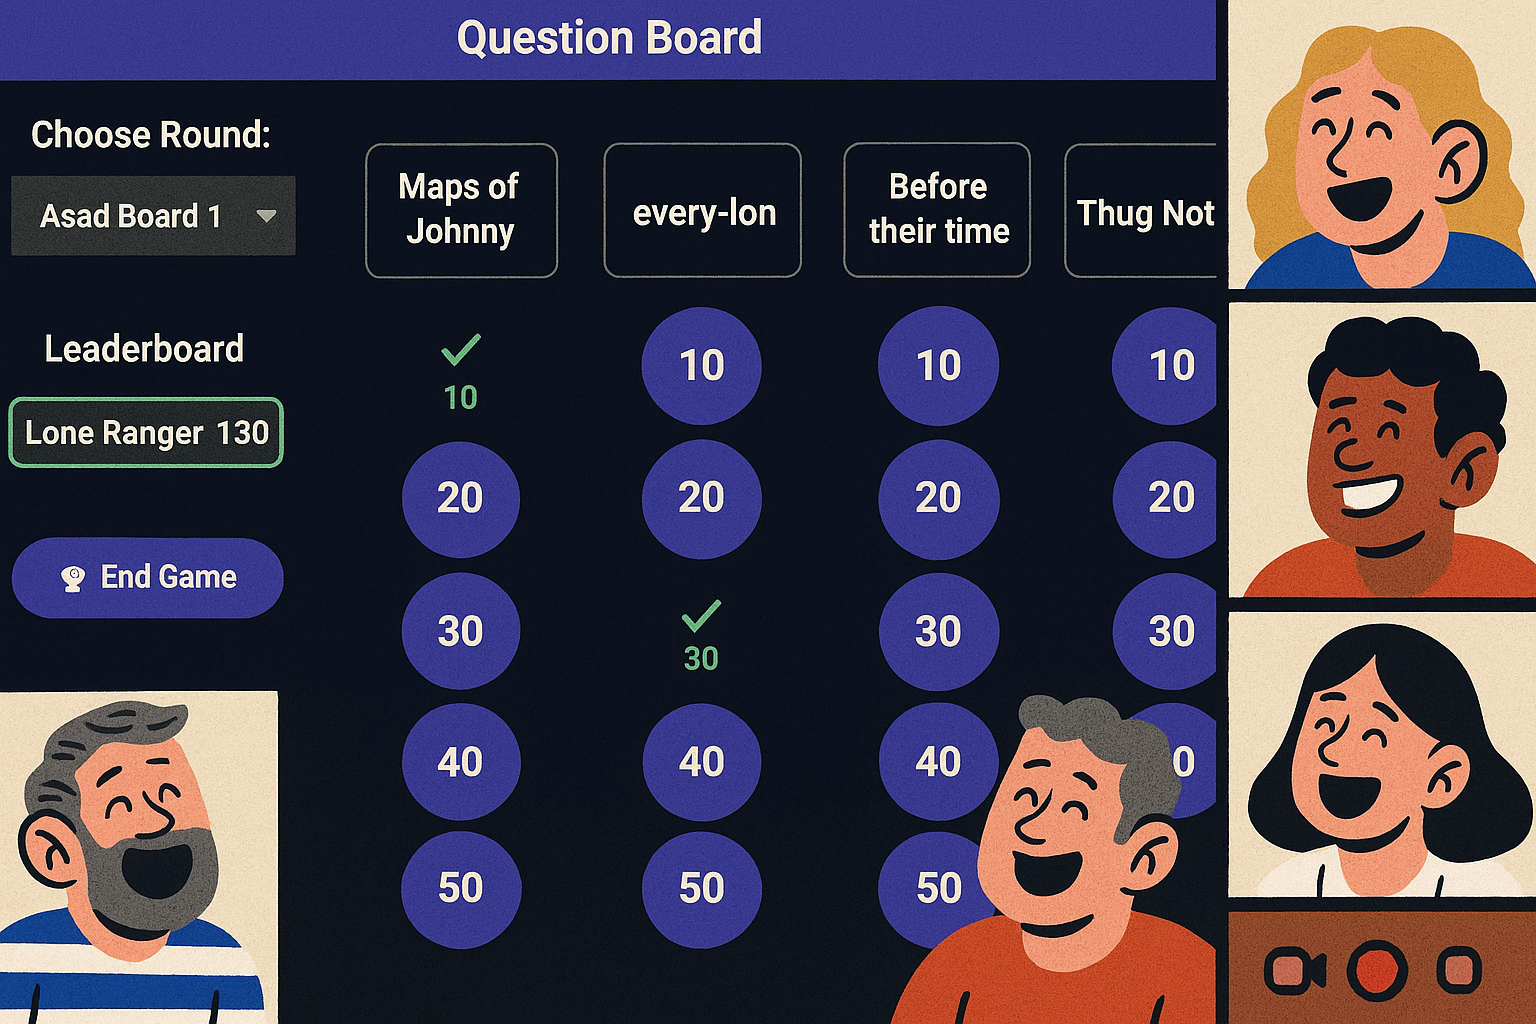 Question Board
Choose Round:
Asad Board 1
Leaderboard
Lone Ranger 130
End Game
Maps of
Johnny
every-lon
Before
their time
Thug Not
10
10
10
10
20
20
20
20
30
30
30
30
40
40
40
0
50
50
50